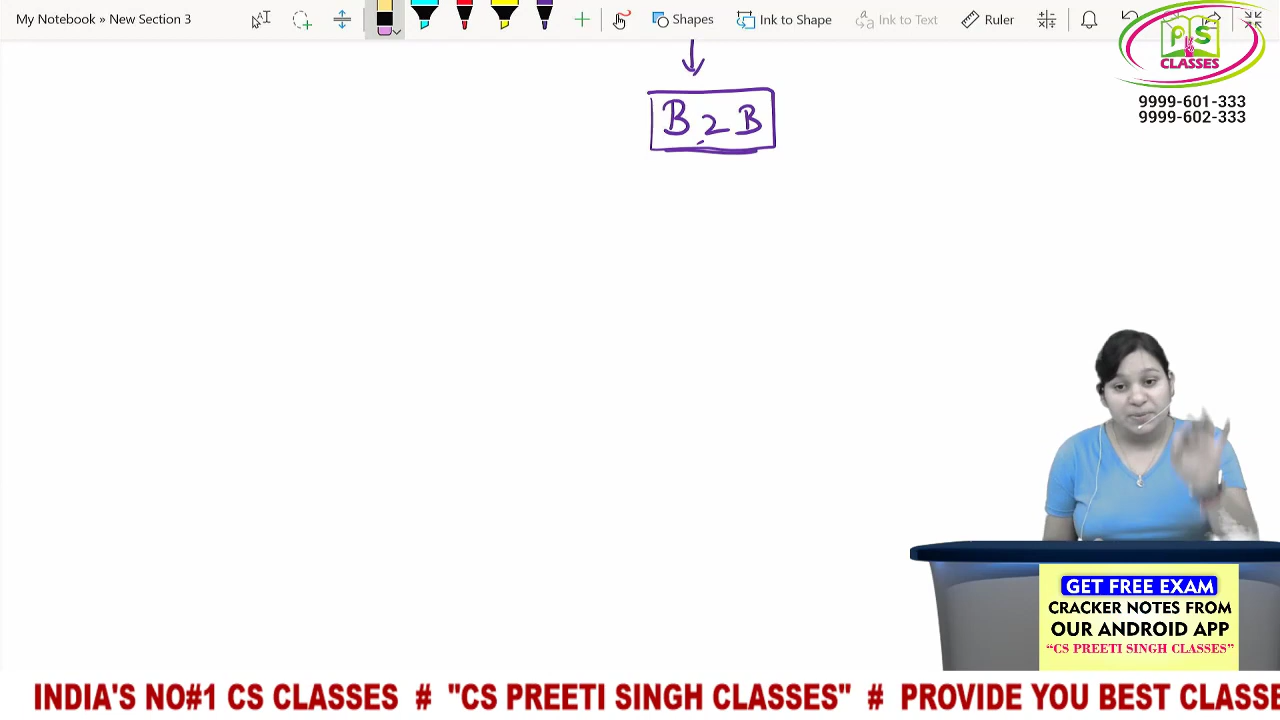 My Notebook » New Section 3
Shapes
Ink to Shape
Ink to Text
Ruler
PS
CLASSES
9999-601-333
9999-602-333
B2B
GET FREE EXAM
CRACKER NOTES FROM
OUR ANDROID APP
"CS PREETI SINGH CLASSES"
INDIA'S NO#1 CS CLASSES # "CS PREETI SINGH CLASSES" # PROVIDE YOU BEST CLASSE